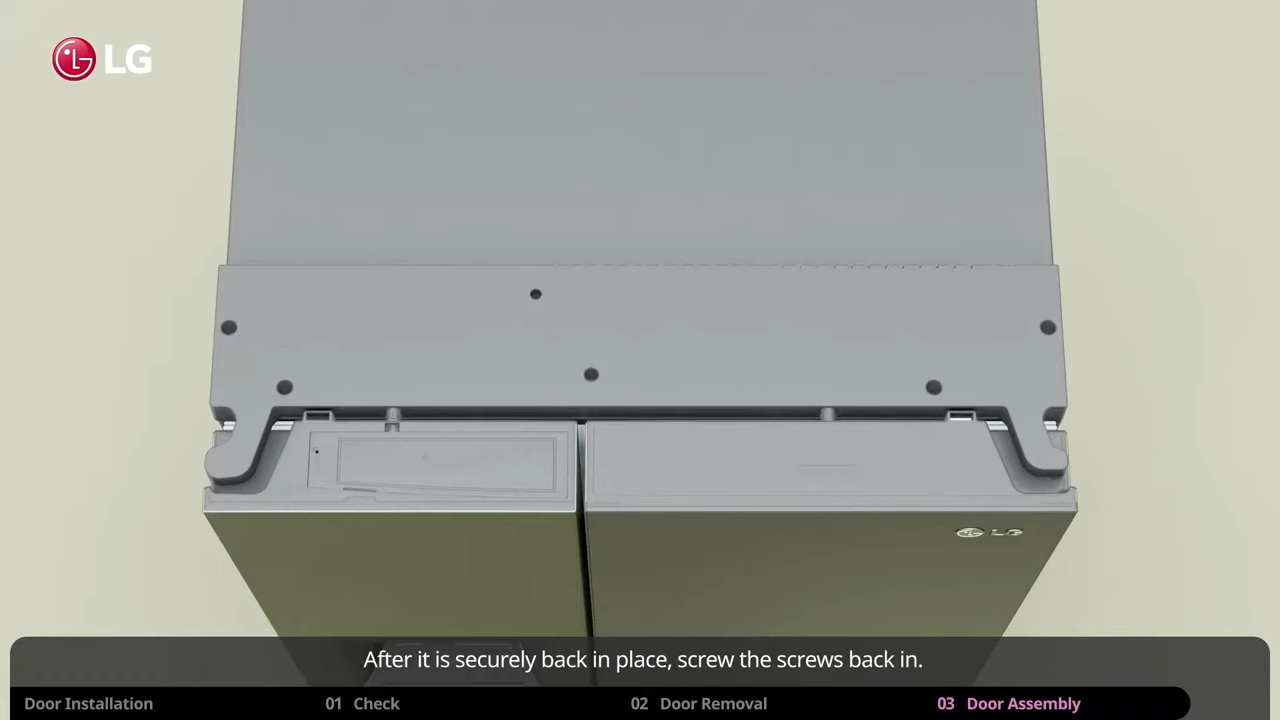 LG
LG
After it is securely back in place, screw the screws back in.
Door Installation
01 Check
02 Door Removal
03 Door Assembly